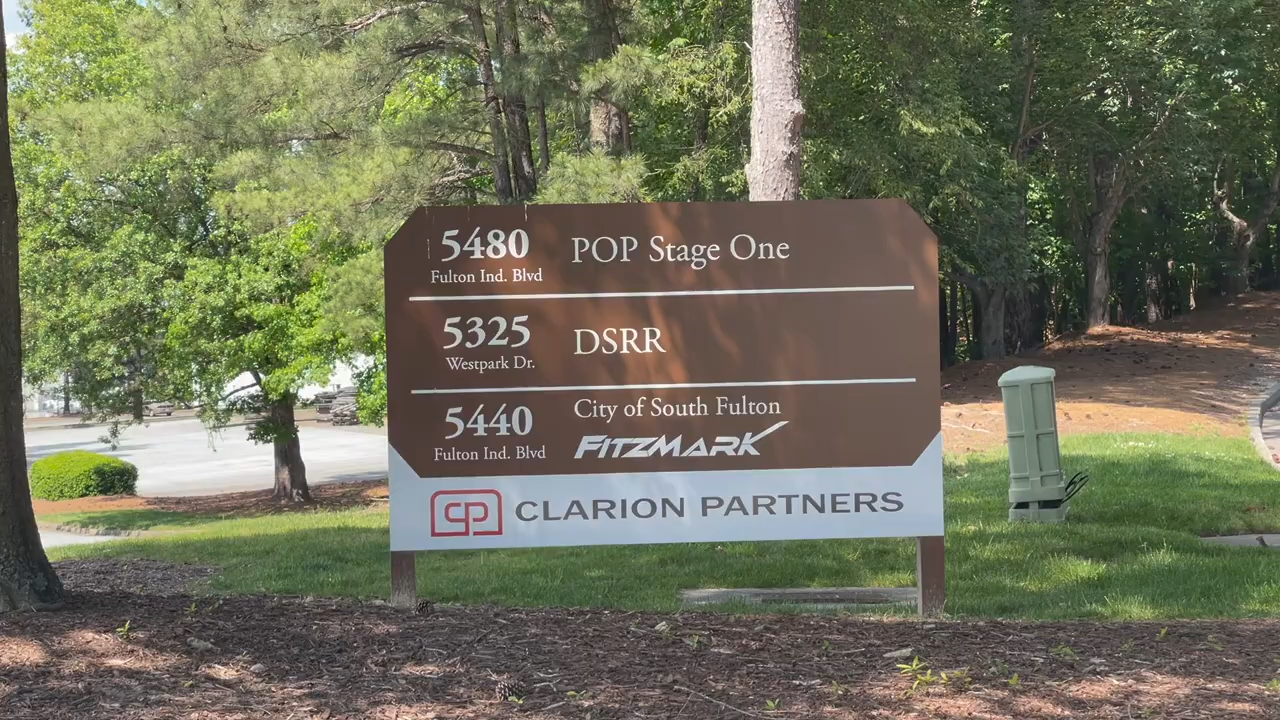 5480 POP Stage One
Fulton Ind. Blvd
5325 DSRR
Westpark Dr.
City of South Fulton
5440
Fulton Ind. Blvd FITZMARK
cp CLARION PARTNERS